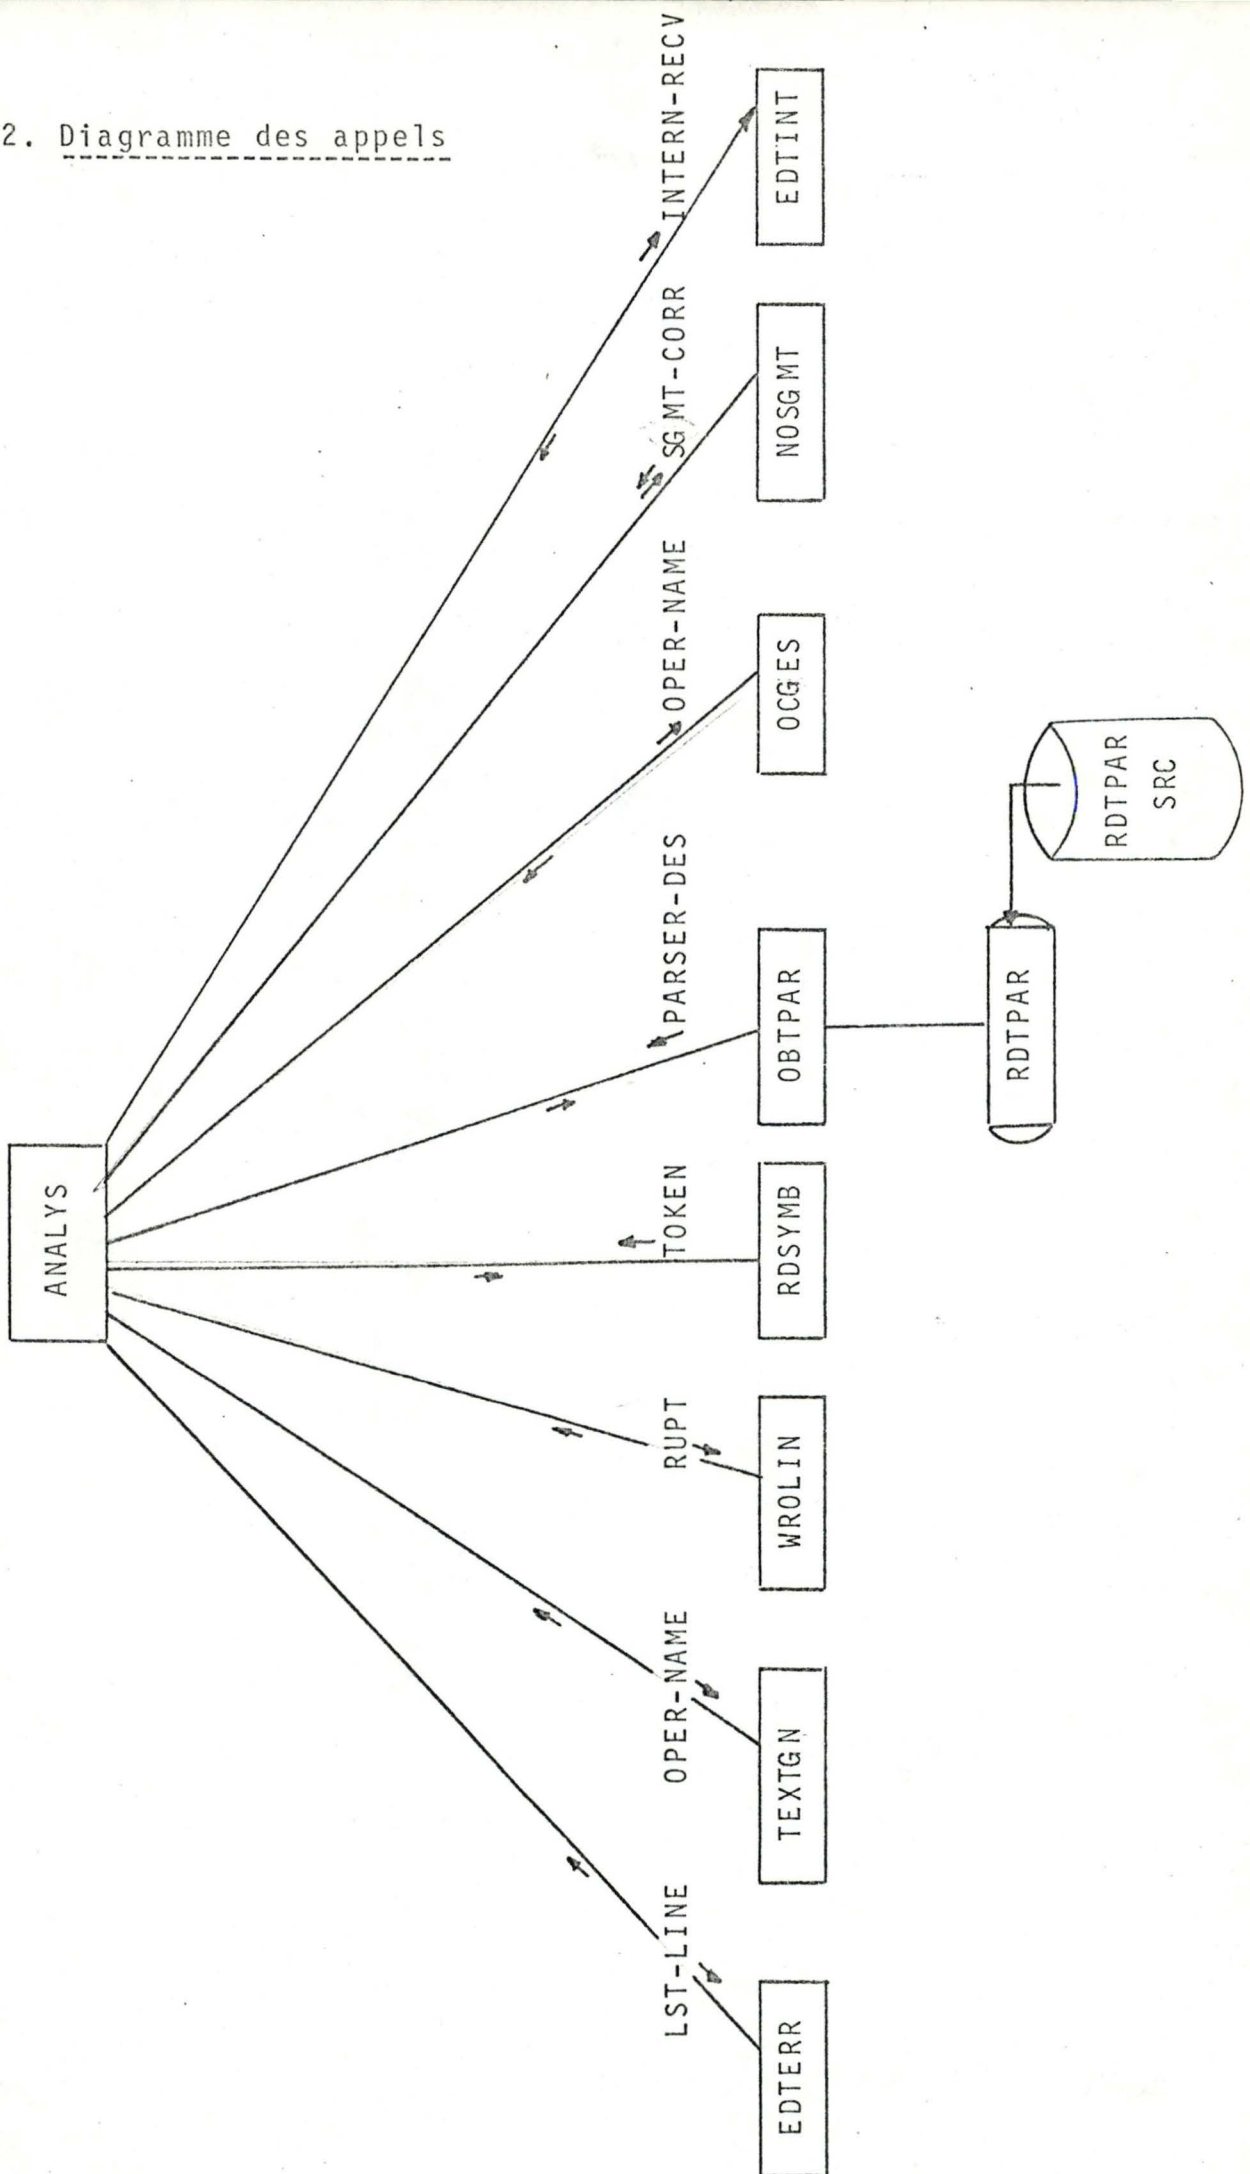 2. Diagramme des appels
ANALYS
LST-LINE
OPER-NAME
RUPT
TOKEN
PARSER-DES
OPER-NAME
SGMT-CORR
INTERN-RECV
EDTERR
TEXTGN
WROLIN
RDSYMB
OBTPAR
OCGES
NOSGMT
EDTINT
RDTPAR
RDTPAR
SRC